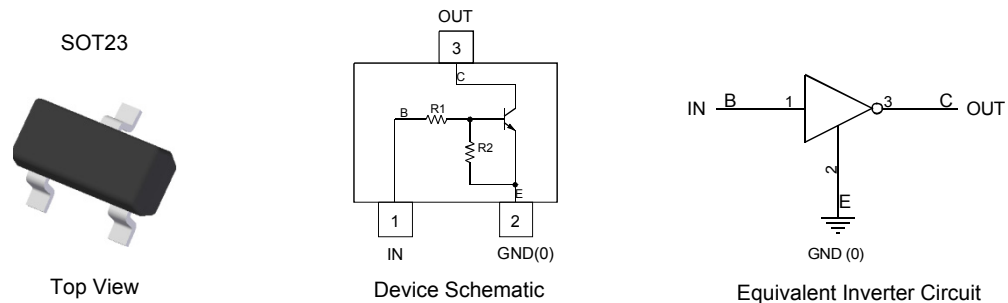 SOT23
Top View
OUT
3
C
B
R1
R2
E
1
2
IN
GND(0)
Device Schematic
IN
B
1
3
C
OUT
2
E
GND (0)
Equivalent Inverter Circuit